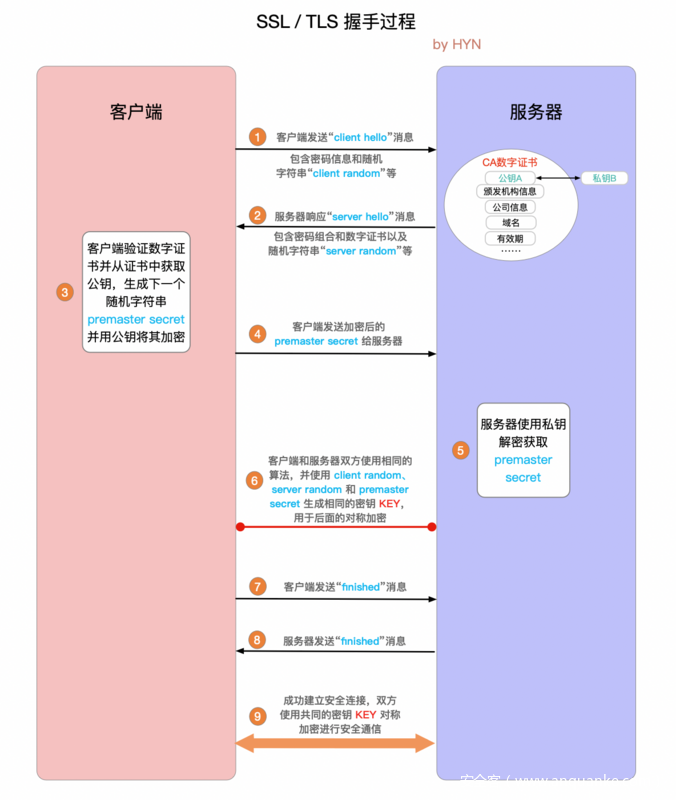 SSL / TLS 握手过程
by HYN
客户端
服务器
1
客户端发送“client hello”消息
包含密码信息和随机
字符串“client random”等
CA数字证书
公钥A
私钥B
颁发机构信息
公司信息
域名
有效期
......
2
服务器响应“server hello”消息
包含密码组合和数字证书以及
随机字符串“server random”等
3
客户端验证数字证
书并从证书中获取
公钥，生成下一个
随机字符串
premaster secret
并用公钥将其加密
4
客户端发送加密后的
premaster secret 给服务器
5
服务器使用私钥
解密获取
premaster
secret
6
客户端和服务器双方使用相同的
算法，并使用 client random、
server random 和 premaster
secret 生成相同的密钥 KEY，
用于后面的对称加密
7
客户端发送“finished”消息
8
服务器发送“finished”消息
9
成功建立安全连接，双方
使用共同的密钥 KEY 对称
加密进行安全通信